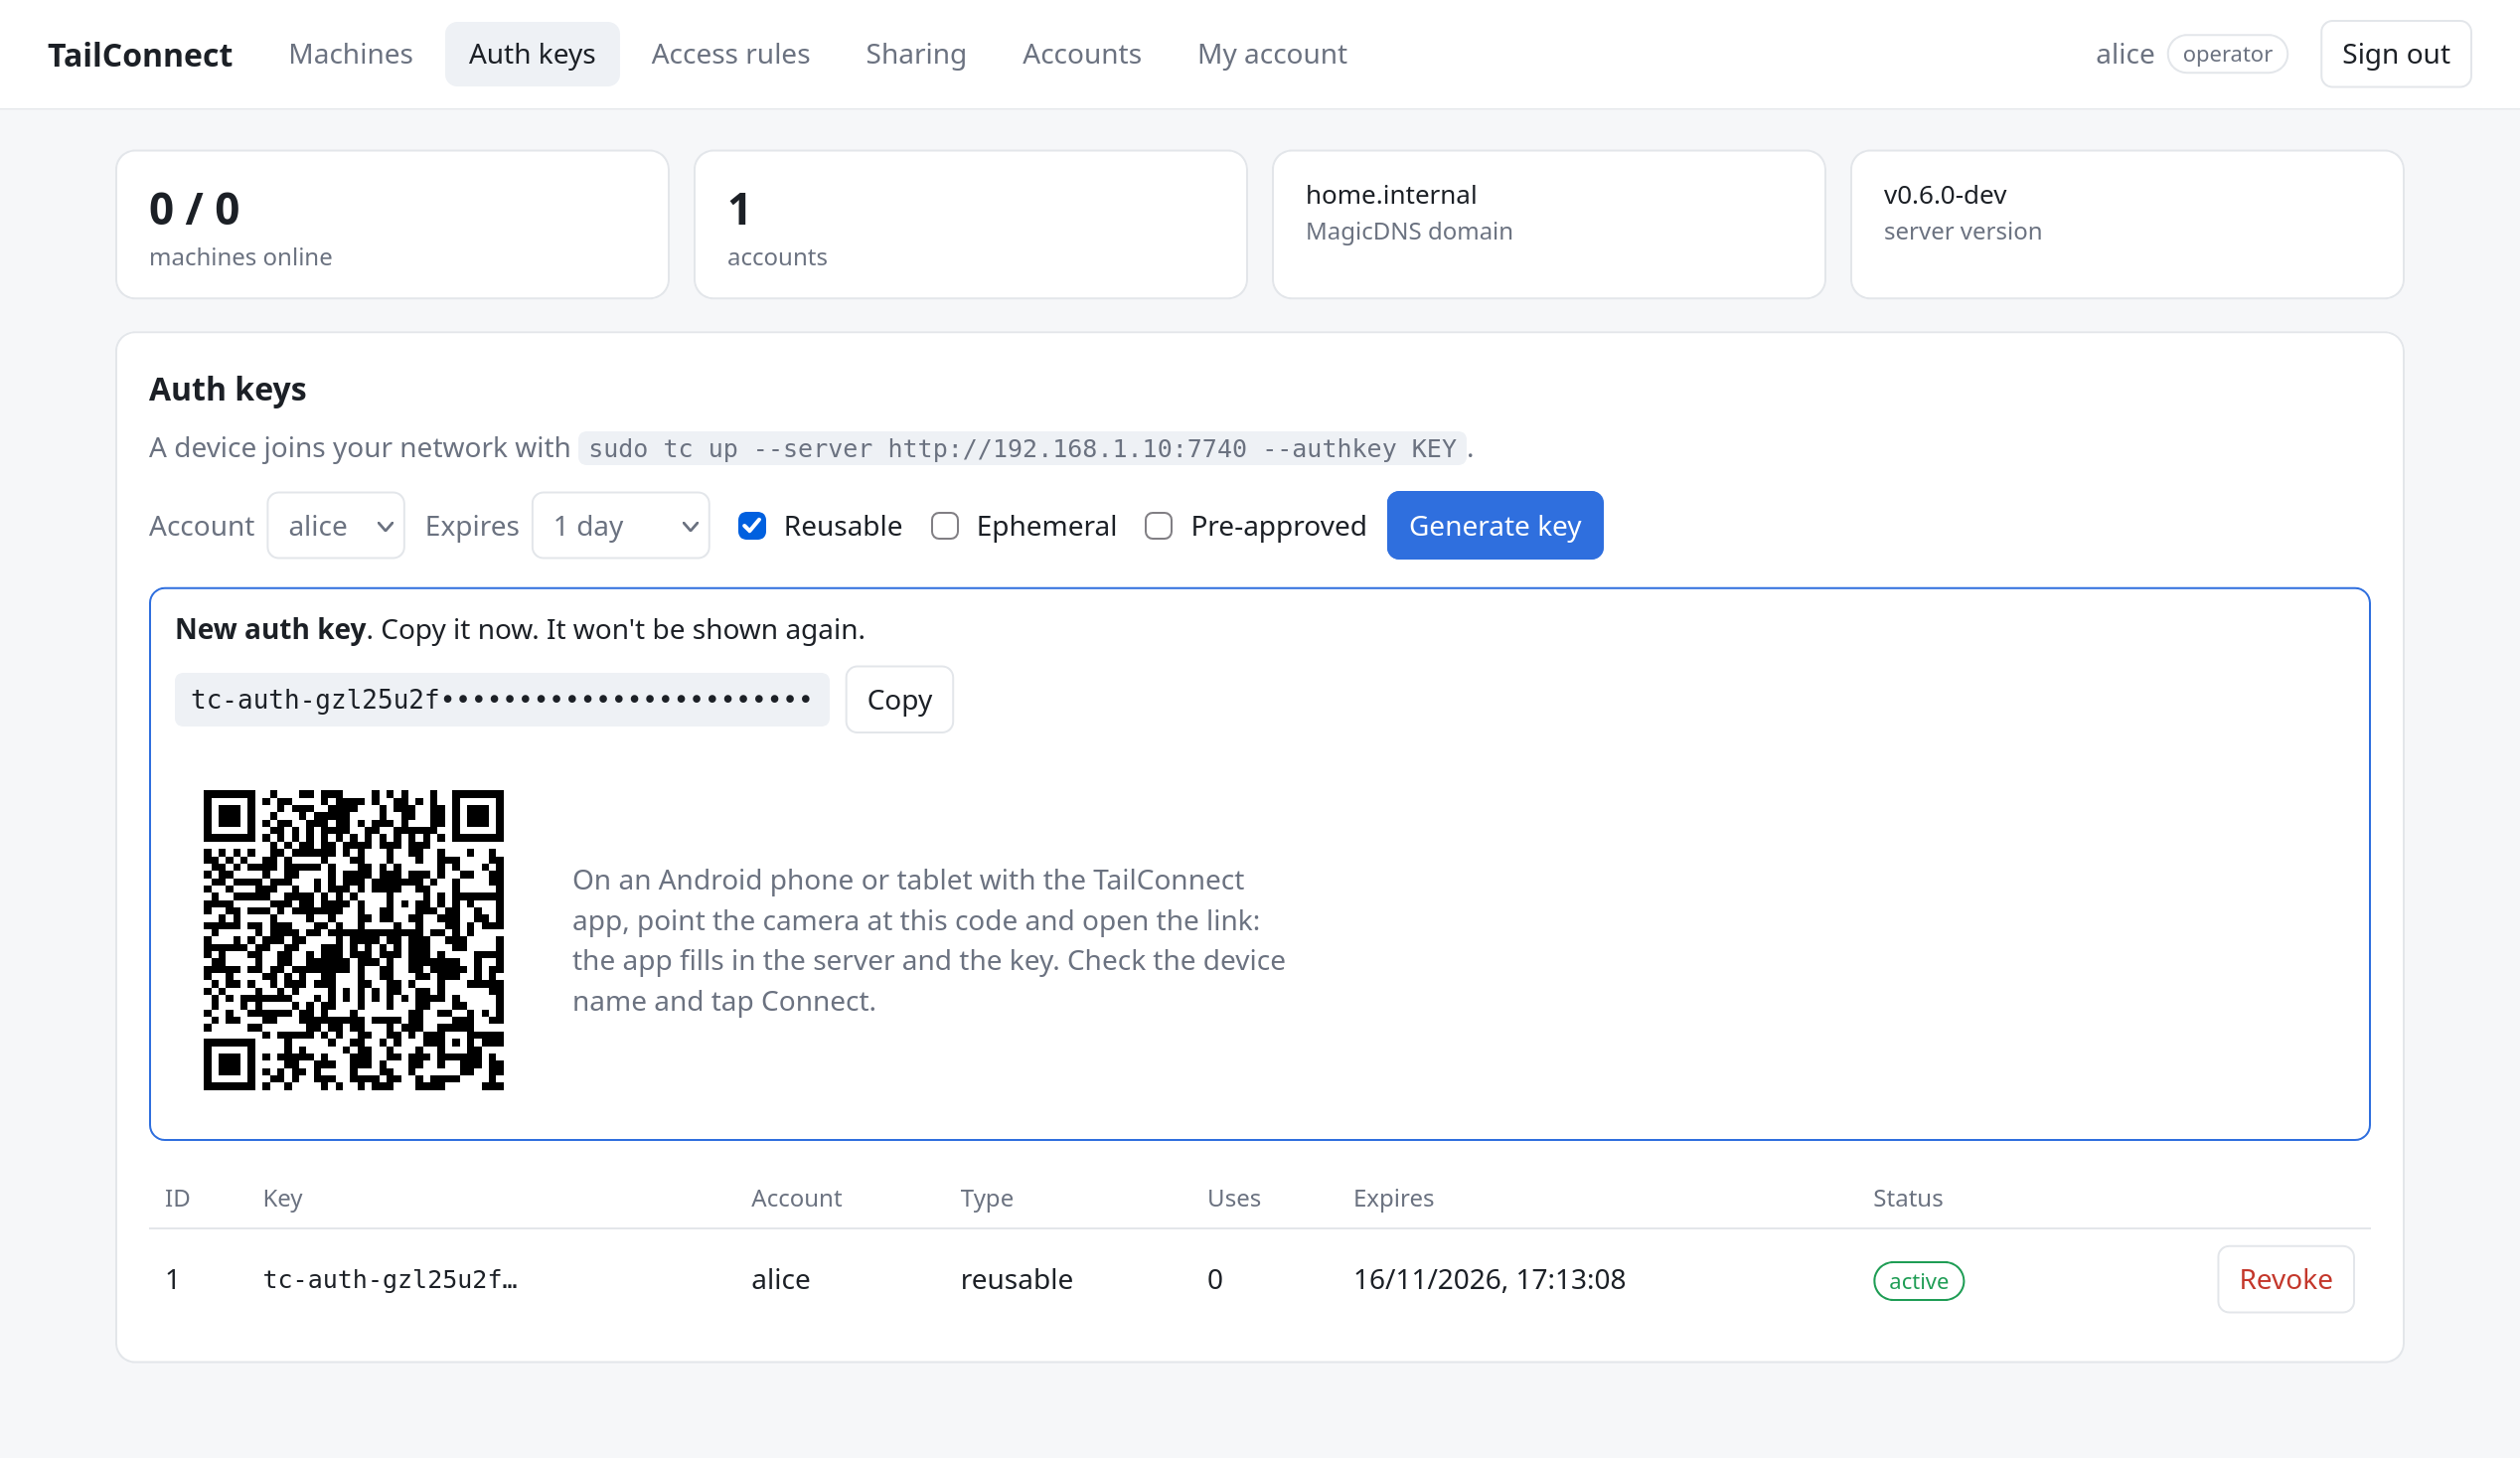 TailConnect Machines Auth keys Access rules Sharing Accounts My account alice operator Sign out
0 / 0
machines online
1
accounts
home.internal
MagicDNS domain
v0.6.0-dev
server version
Auth keys
A device joins your network with sudo tc up --server http://192.168.1.10:7740 --authkey KEY.
Account alice Expires 1 day Reusable Ephemeral Pre-approved Generate key
New auth key. Copy it now. It won't be shown again.
tc-auth-gzl25u2f•••••••••••••••••••••••• Copy
On an Android phone or tablet with the TailConnect
app, point the camera at this code and open the link:
the app fills in the server and the key. Check the device
name and tap Connect.
ID Key Account Type Uses Expires Status
1 tc-auth-gzl25u2f… alice reusable 0 16/11/2026, 17:13:08 active Revoke